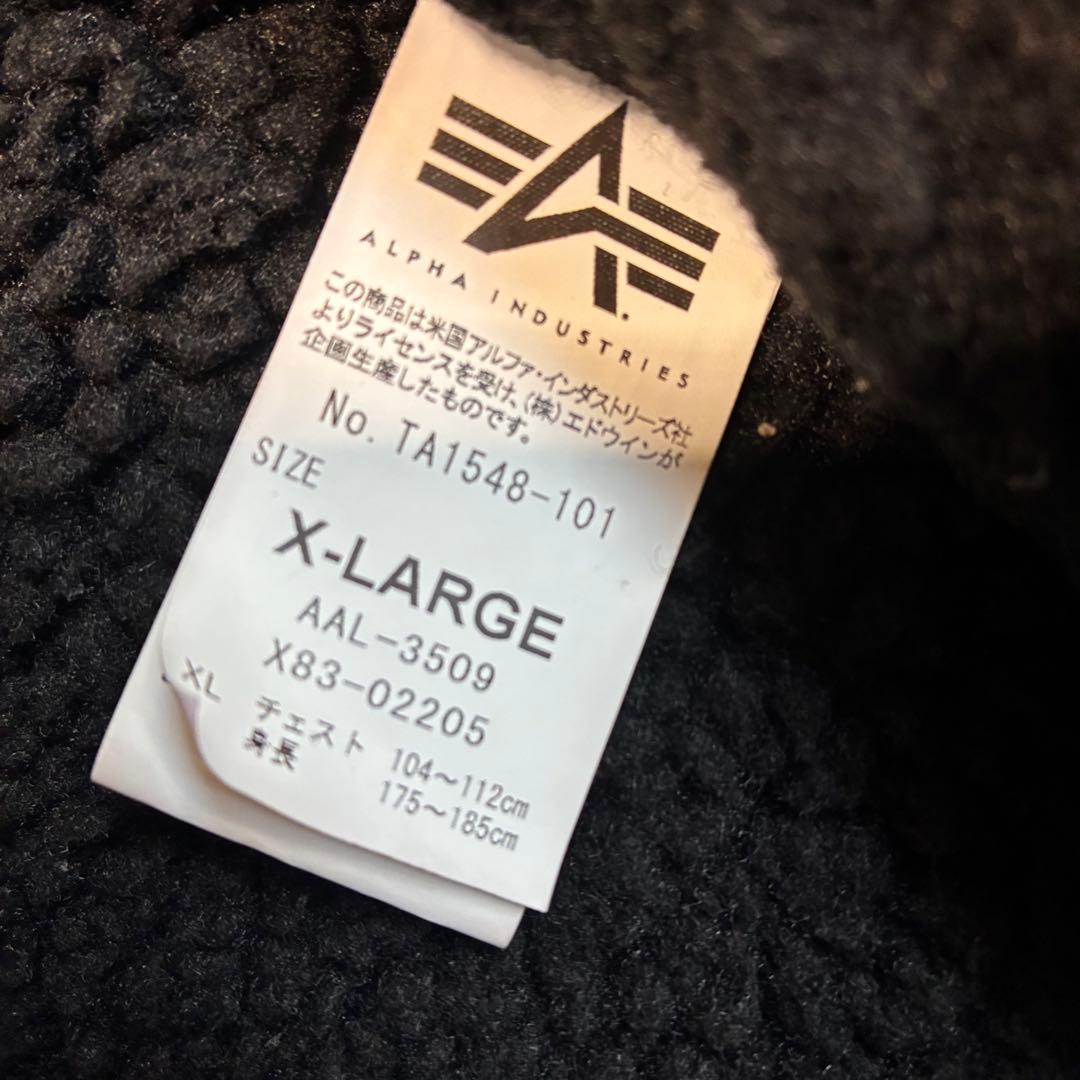 ALPHA INDUSTRIES
この商品は米国アルファ・インダストリーズ社
よりライセンスを受け、(株)エドウインが
企画生産したものです。
No. TA1548-101
SIZE
X-LARGE
AAL-3509
X83-02205
XL
チェスト 104〜112cm
身長 175〜185cm